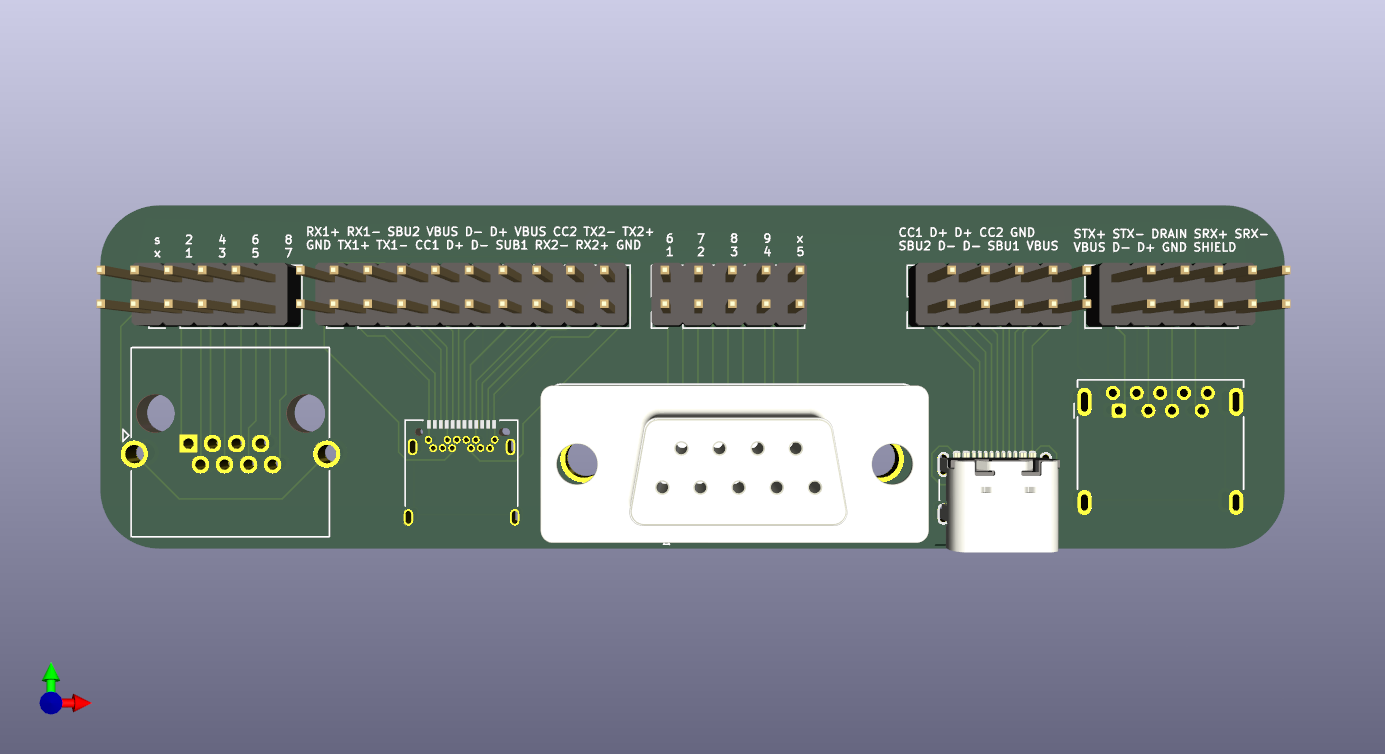 s 2 4 6 8
x 1 3 5 7
RX1+ RX1- SBU2 VBUS D- D+ VBUS CC2 TX2- TX2+
GND TX1+ TX1- CC1 D+ D- SUB1 RX2- RX2+ GND
6 7 8 9 x
1 2 3 4 5
CC1 D+ D+ CC2 GND
SBU2 D- D- SBU1 VBUS
STX+ STX- DRAIN SRX+ SRX-
VBUS D- D+ GND SHIELD